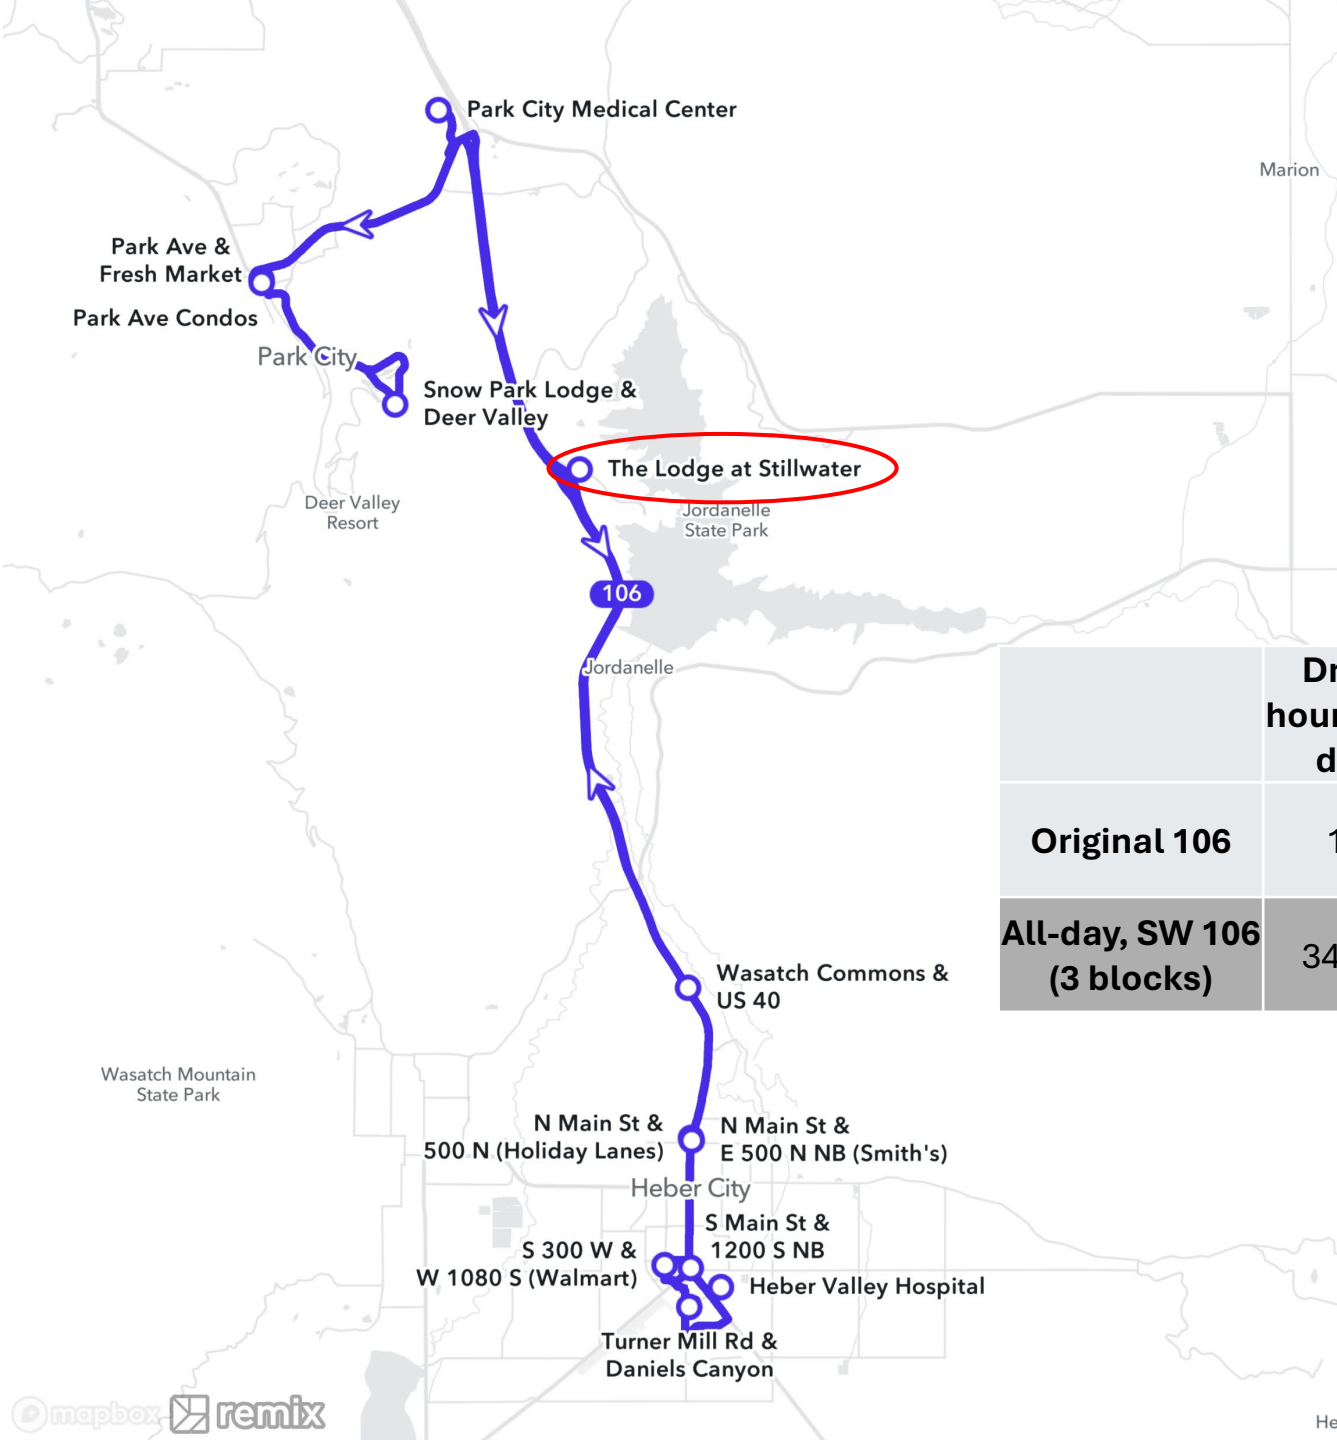 Park City Medical Center
Marion
Park Ave &
Fresh Market
Park Ave Condos
Park City
Snow Park Lodge &
Deer Valley
The Lodge at Stillwater
Deer Valley
Resort
Jordanelle
State Park
106
Jordanelle
Original 106
All-day, SW 106
(3 blocks)
34
Wasatch Commons &
US 40
Wasatch Mountain
State Park
N Main St &
500 N (Holiday Lanes)
N Main St &
E 500 N NB (Smith's)
Heber City
S Main St &
1200 S NB
S 300 W &
W 1080 S (Walmart)
Heber Valley Hospital
Turner Mill Rd &
Daniels Canyon
mapbox remix
He